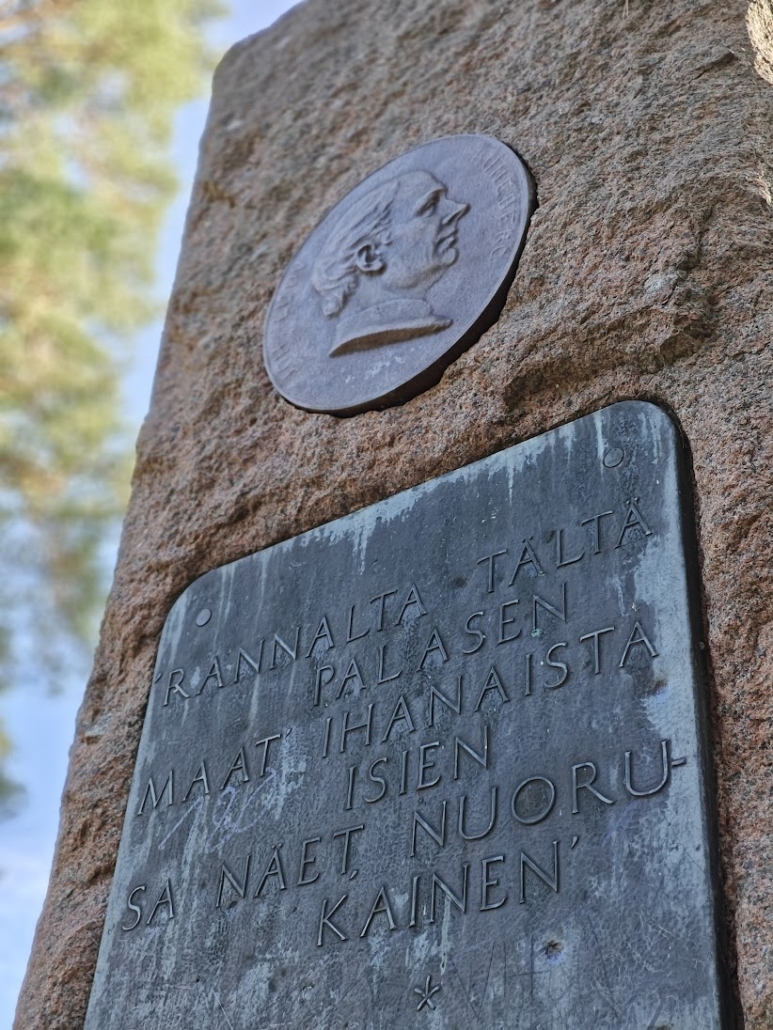 'RANNALTA TÄLTÄ
PALASEN
MAAT' IHANAISTA
ISIEN
SA NÄET, NUORU-
KAINEN'
*